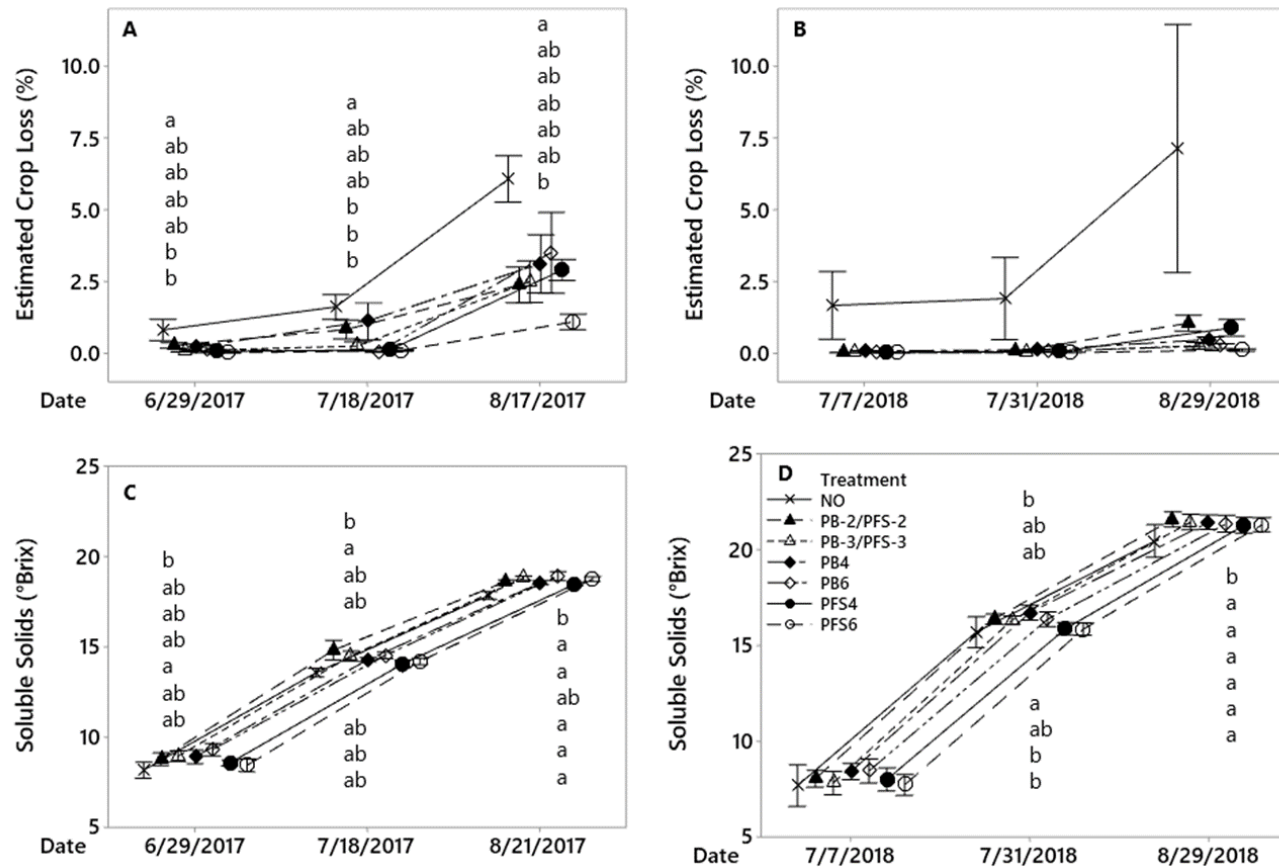 A
Estimated Crop Loss (%)
10.0
7.5
5.0
2.5
0.0
a
ab
ab
ab
ab
b
b
a
ab
ab
ab
b
b
b
a
ab
ab
ab
ab
ab
b
Date
6/29/2017
7/18/2017
8/17/2017
B
Estimated Crop Loss (%)
10.0
7.5
5.0
2.5
0.0
Date
7/7/2018
7/31/2018
8/29/2018
C
Soluble Solids (°Brix)
25
20
15
10
5
b
ab
ab
ab
a
ab
ab
b
a
ab
ab
ab
ab
ab
b
a
a
ab
a
a
a
Date
6/29/2017
7/18/2017
8/21/2017
D
Soluble Solids (°Brix)
25
20
15
10
5
Treatment
NO
PB-2/PFS-2
PB-3/PFS-3
PB4
PB6
PFS4
PFS6
b
ab
ab
a
ab
b
b
b
a
a
a
a
a
a
Date
7/7/2018
7/31/2018
8/29/2018